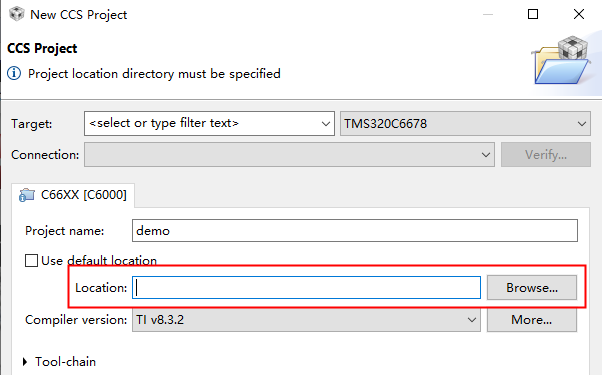 New CCS Project
CCS Project
Project location directory must be specified
Target: <select or type filter text> TMS320C6678
Connection: Verify...
C66XX [C6000]
Project name: demo
Use default location
Location: Browse...
Compiler version: TI v8.3.2 More...
Tool-chain